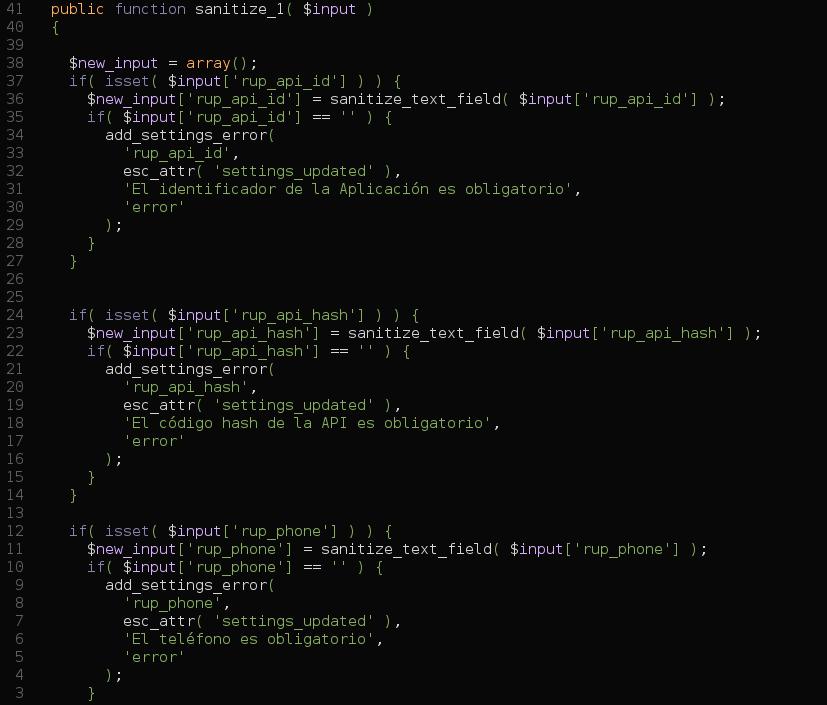 41 public function sanitize_1( $input )
40 {
39
38 $new_input = array();
37 if( isset( $input['rup_api_id'] ) ) {
36 $new_input['rup_api_id'] = sanitize_text_field( $input['rup_api_id'] );
35 if( $input['rup_api_id'] == '' ) {
34 add_settings_error(
33 'rup_api_id',
32 esc_attr( 'settings_updated' ),
31 'El identificador de la Aplicación es obligatorio',
30 'error'
29 );
28 }
27 }
26
25
24 if( isset( $input['rup_api_hash'] ) ) {
23 $new_input['rup_api_hash'] = sanitize_text_field( $input['rup_api_hash'] );
22 if( $input['rup_api_hash'] == '' ) {
21 add_settings_error(
20 'rup_api_hash',
19 esc_attr( 'settings_updated' ),
18 'El código hash de la API es obligatorio',
17 'error'
16 );
15 }
14 }
13
12 if( isset( $input['rup_phone'] ) ) {
11 $new_input['rup_phone'] = sanitize_text_field( $input['rup_phone'] );
10 if( $input['rup_phone'] == '' ) {
9 add_settings_error(
8 'rup_phone',
7 esc_attr( 'settings_updated' ),
6 'El teléfono es obligatorio',
5 'error'
4 );
3 }